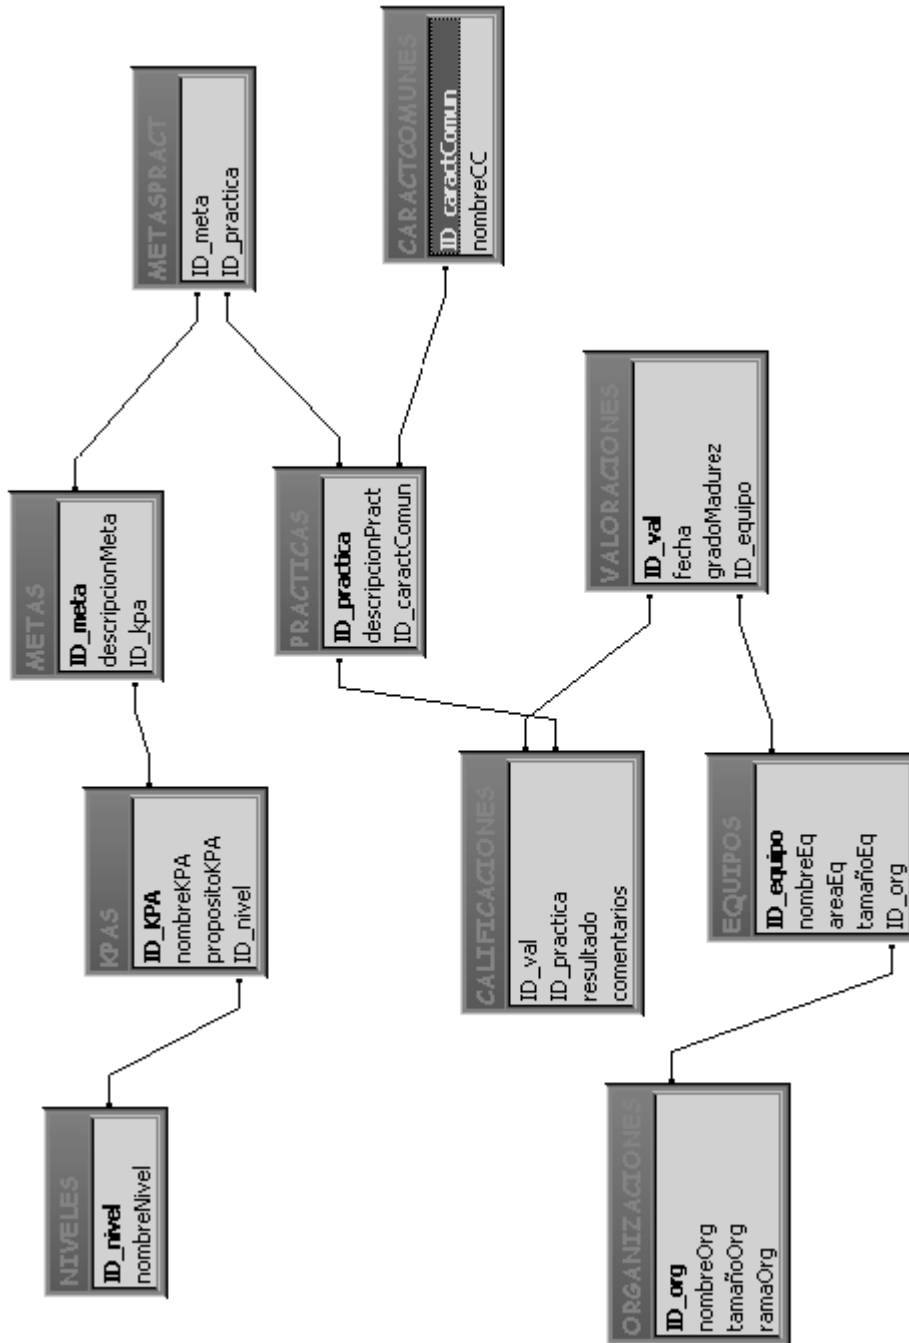 NIVELES
ID_nivel
nombreNivel
KPAS
ID_KPA
nombreKPA
propositoKPA
ID_nivel
METAS
ID_meta
descripcionMeta
ID_kpa
METASPRACT
ID_meta
ID_practica
PRACTICAS
ID_practica
descripcionPract
ID_caractComun
CARACTCOMUNES
ID_caractComun
nombreCC
CALIFICACIONES
ID_val
ID_practica
resultado
comentarios
VALORACIONES
ID_val
fecha
gradoMadurez
ID_equipo
ORGANIZACIONES
ID_org
nombreOrg
tamañoOrg
ramaOrg
EQUIPOS
ID_equipo
nombreEq
areaEq
tamañoEq
ID_org